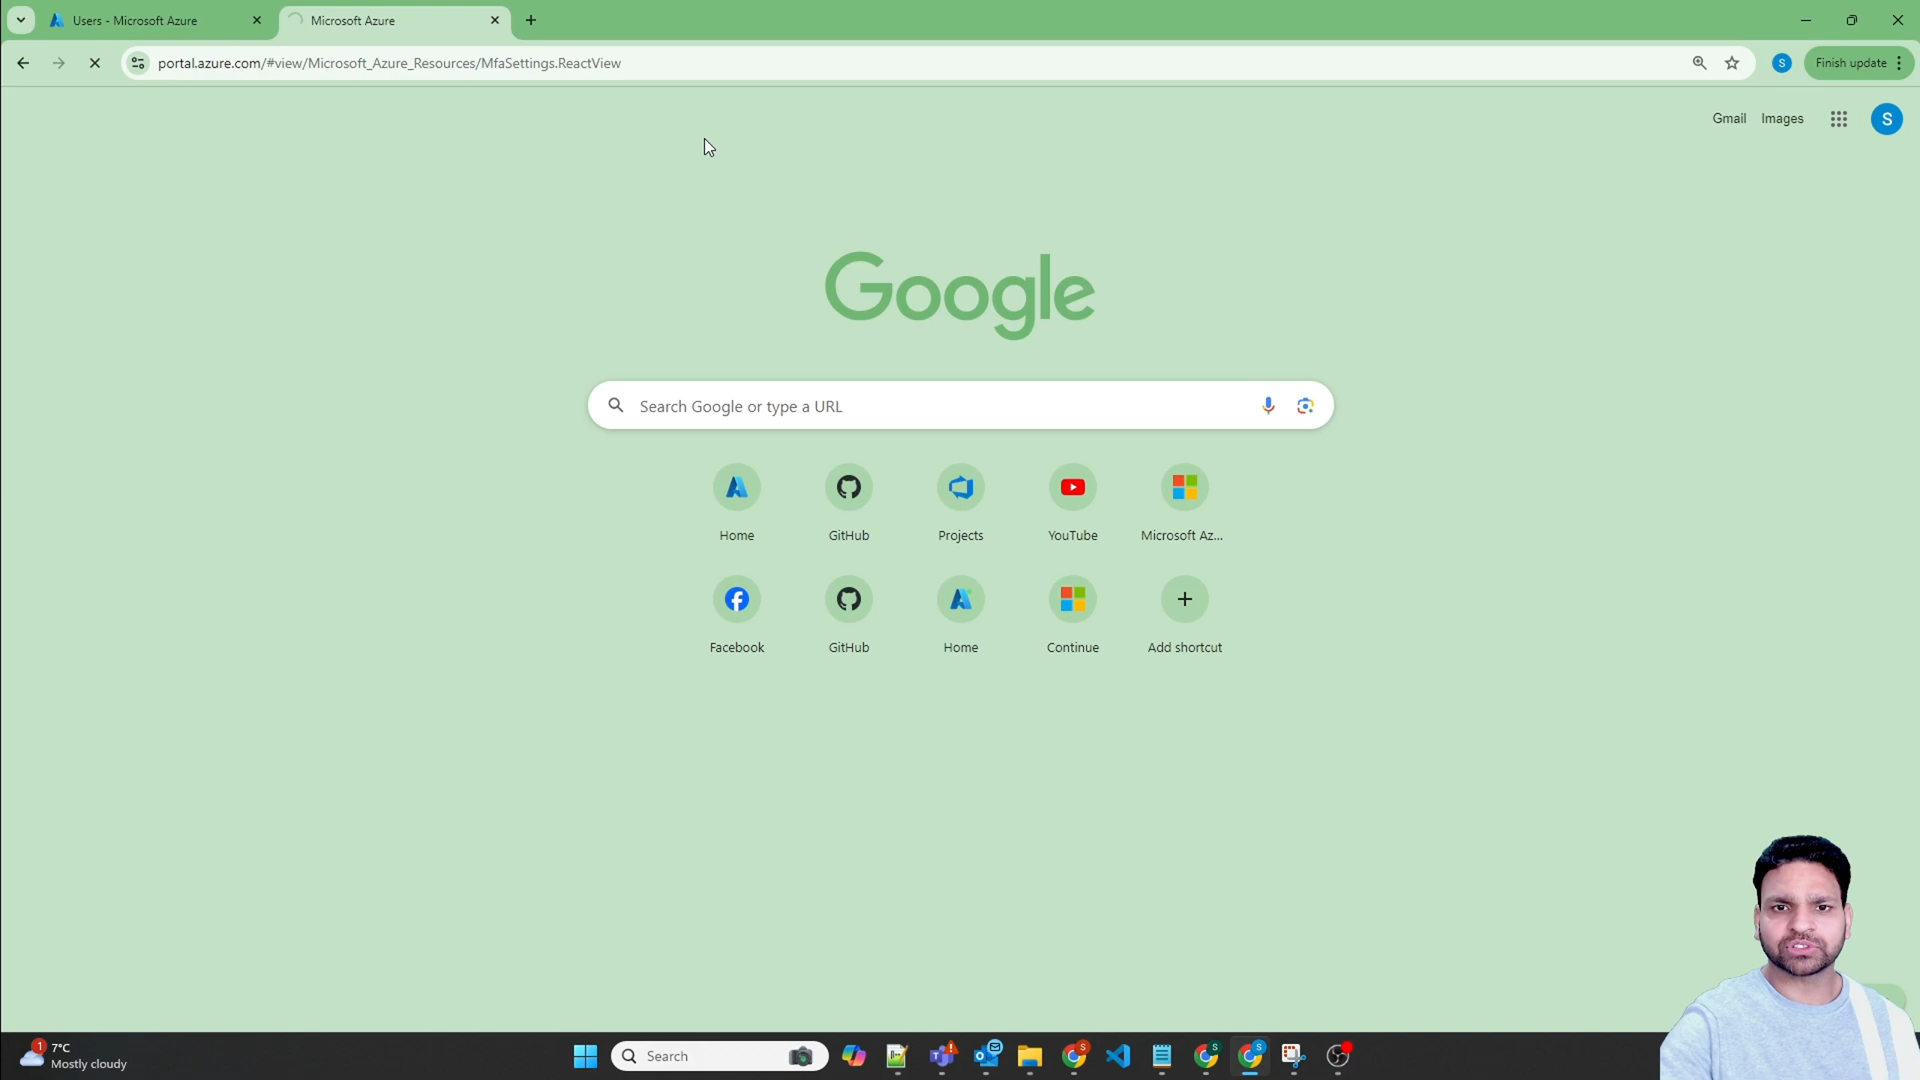 Users - Microsoft Azure
Microsoft Azure
portal.azure.com/#view/Microsoft_Azure_Resources/MfaSettings.ReactView
S
Finish update
Gmail
Images
S
Google
Search Google or type a URL
Home
GitHub
Projects
YouTube
Microsoft Az...
Facebook
GitHub
Home
Continue
Add shortcut
1
7°C
Mostly cloudy
Search
S
S
S